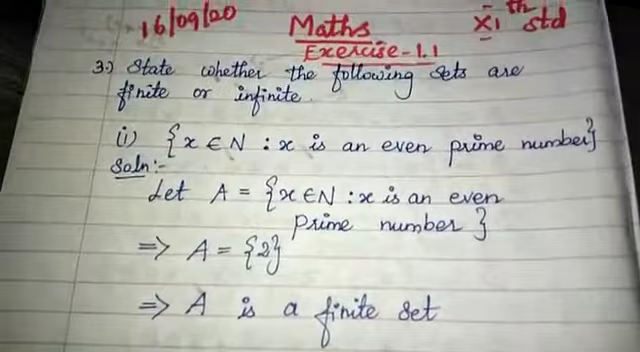 16/09/20 Maths XI th std
Exercise-1.1
3.) State whether the following sets are
finite or infinite.
(i) {x ∈ N : x is an even prime number}
Soln:-
Let A = {x ∈ N : x is an even
prime number}
=> A = {2}
=> A is a finite set